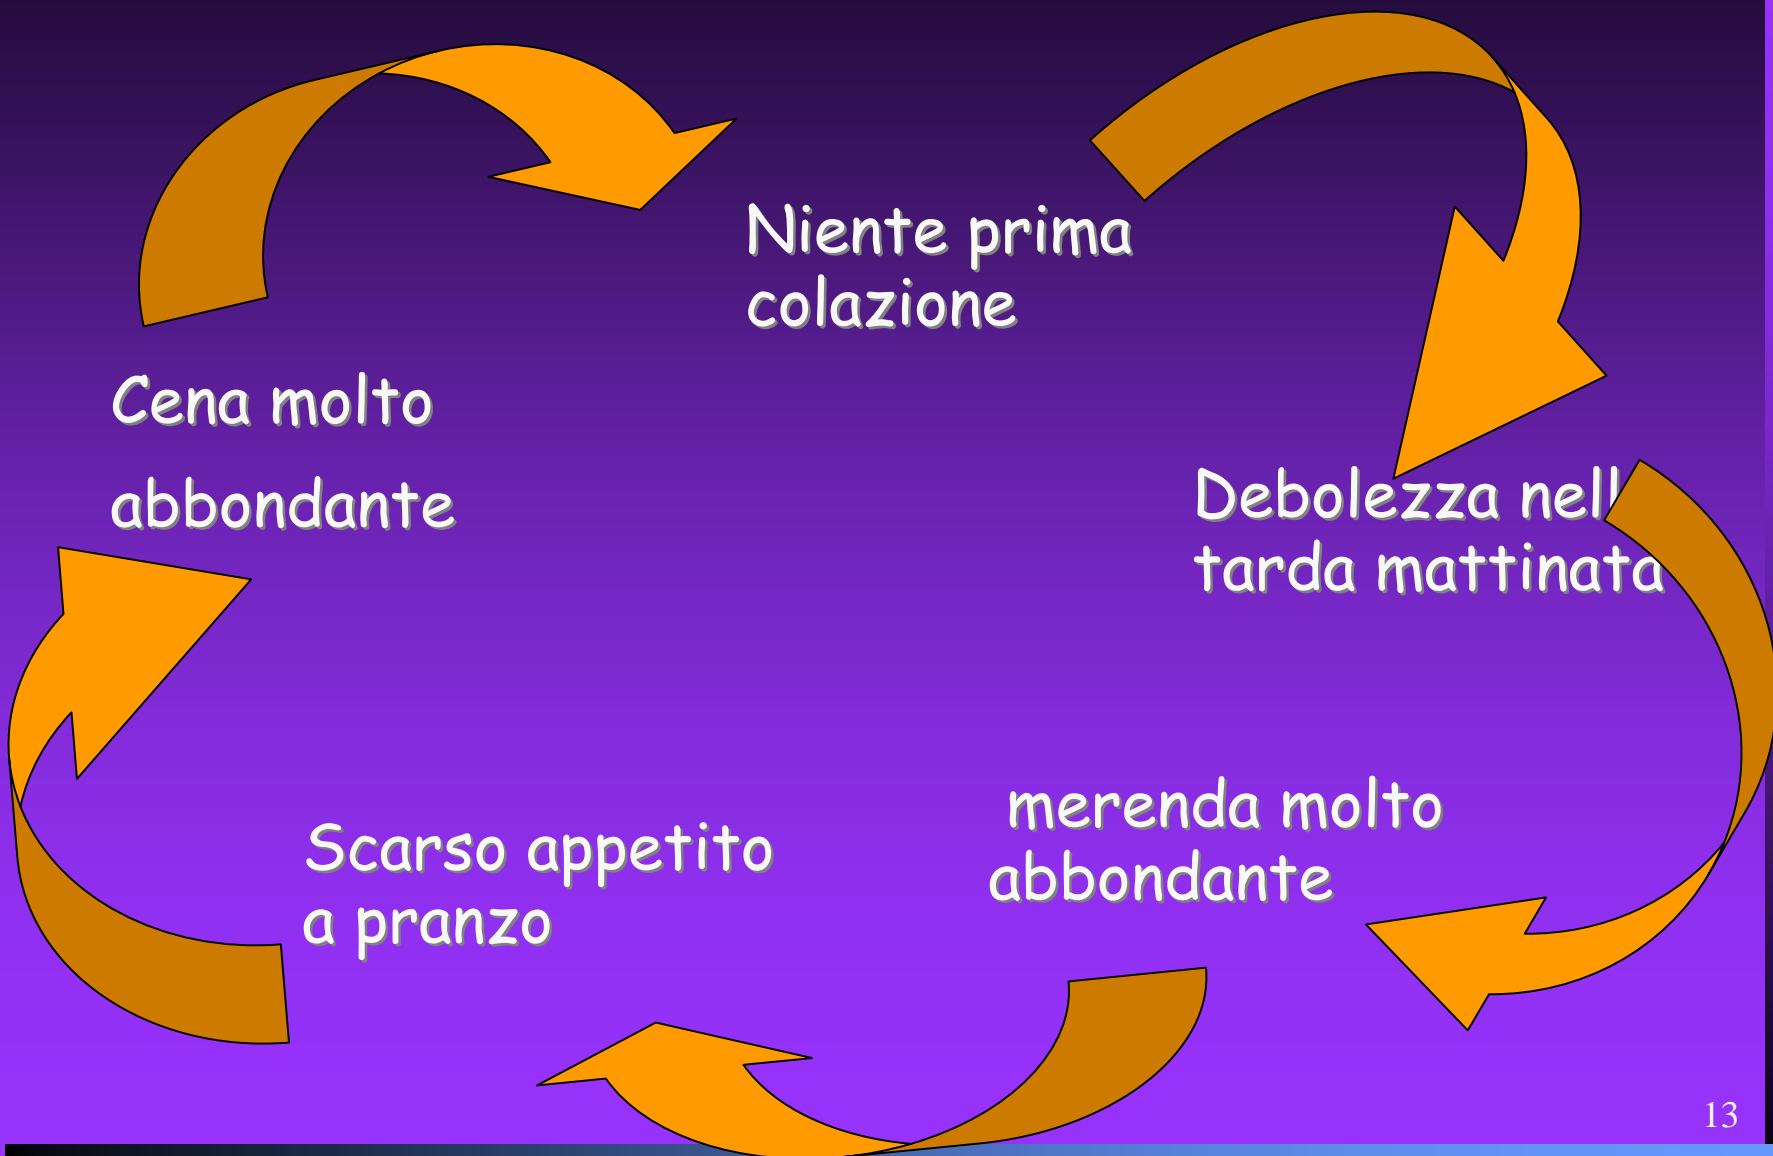 Niente prima
colazione
Cena molto
abbondante
Debolezza nell
tarda mattinata
merenda molto
abbondante
Scarso appetito
a pranzo
13